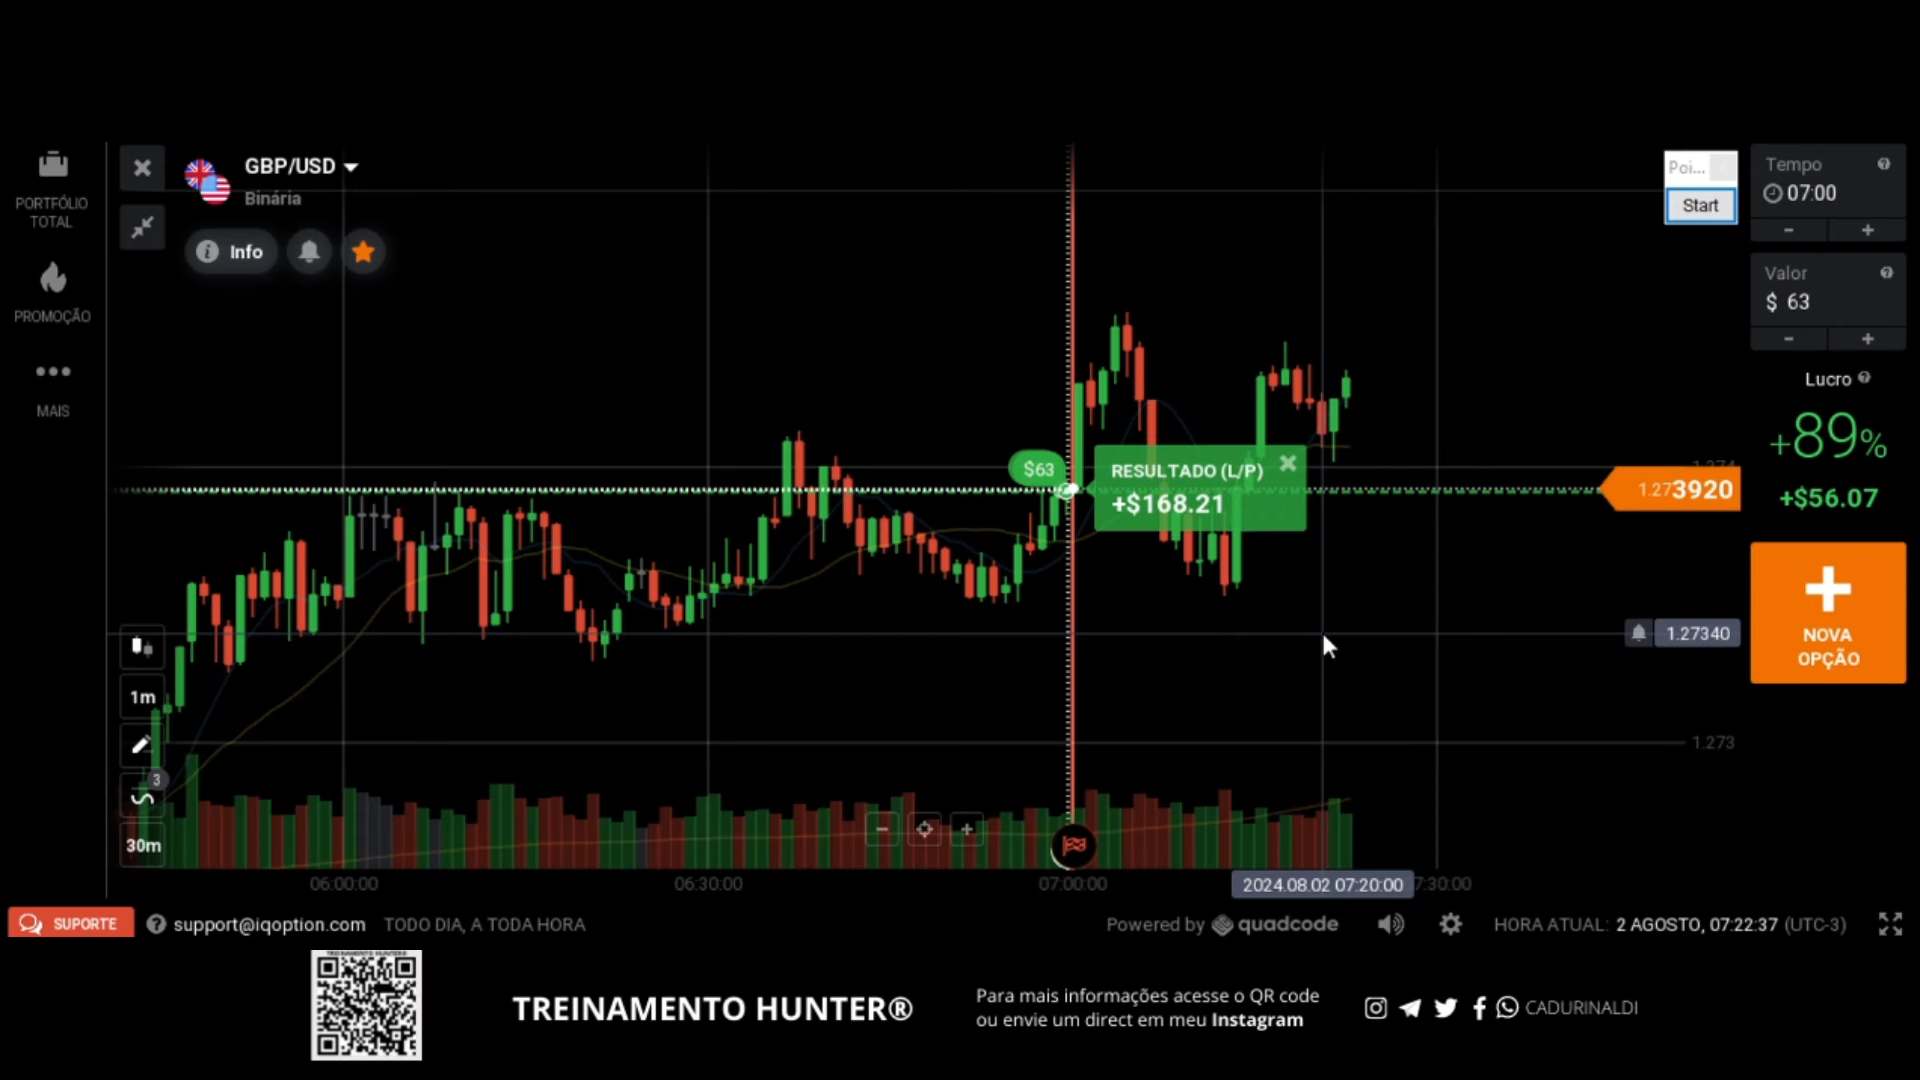 PORTFÓLIO
TOTAL
PROMOÇÃO
MAIS
GBP/USD
Binária
Info
Poi...
Start
Tempo
07:00
- +
Valor
$ 63
- +
Lucro
+89%
+$56.07
NOVA
OPÇÃO
$63
RESULTADO (L/P)
+$168.21
1.274
1.273920
1.27340
1.273
1m
3
30m
- +
06:00:00
06:30:00
07:00:00
2024.08.02 07:20:00
7:30:00
SUPORTE
support@iqoption.com
TODO DIA, A TODA HORA
Powered by quadcode
HORA ATUAL: 2 AGOSTO, 07:22:37 (UTC-3)
TREINAMENTO HUNTER®
Para mais informações acesse o QR code
ou envie um direct em meu Instagram
CADURINALDI